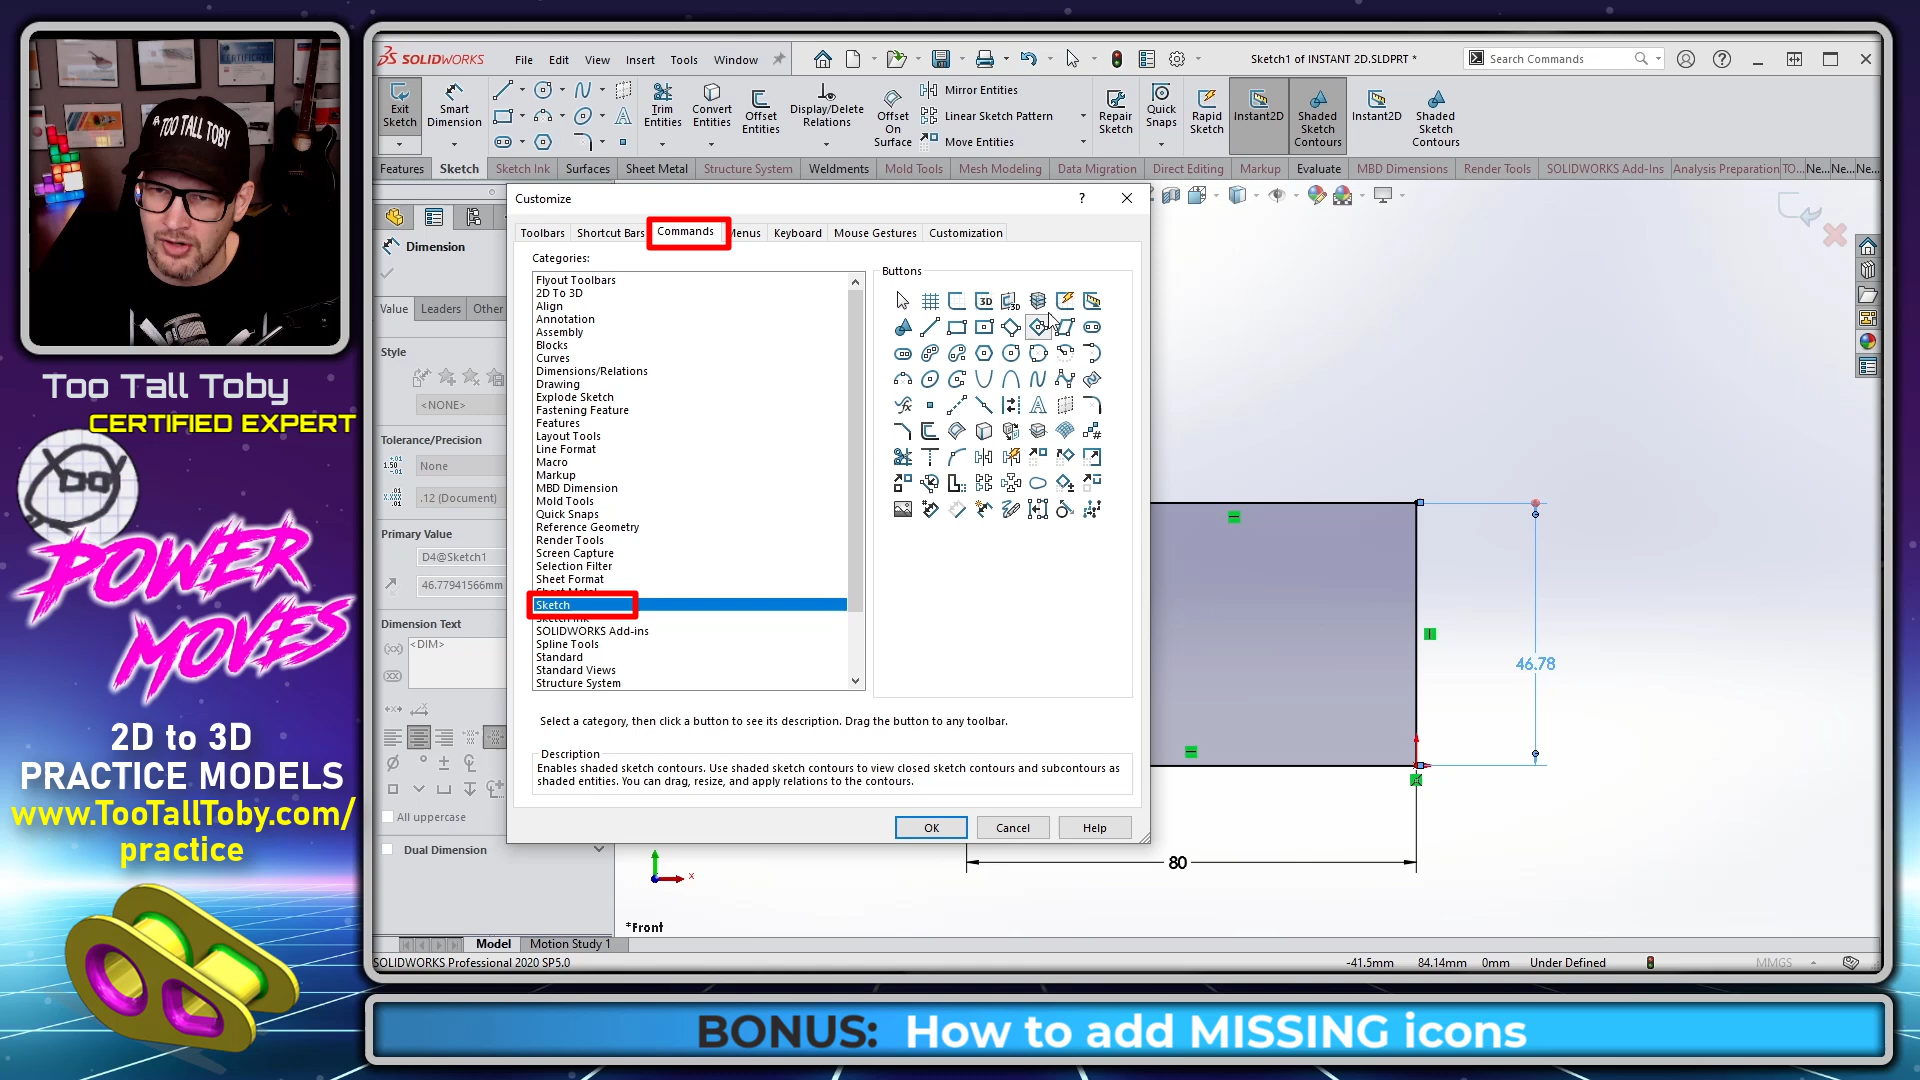 TOO TALL TOBY
Too Tall Toby
CERTIFIED EXPERT
POWER
MOVES
2D to 3D
PRACTICE MODELS
www.TooTallToby.com/
practice
SOLIDWORKS
File Edit View Insert Tools Window
Sketch1 of INSTANT 2D.SLDPRT *
Search Commands
Exit Sketch
Smart Dimension
Trim Entities
Convert Entities
Offset Entities
Display/Delete Relations
Offset On Surface
Mirror Entities
Linear Sketch Pattern
Move Entities
Repair Sketch
Quick Snaps
Rapid Sketch
Instant2D
Shaded Sketch Contours
Instant2D
Shaded Sketch Contours
Features Sketch Sketch Ink Surfaces Sheet Metal Structure System Weldments Mold Tools Mesh Modeling Data Migration Direct Editing Markup Evaluate MBD Dimensions Render Tools SOLIDWORKS Add-Ins Analysis Preparation TO... Ne... Ne... Ne...
Dimension
Value Leaders Other
Style
<NONE>
Tolerance/Precision
None
.12 (Document)
Primary Value
D4@Sketch1
46.77941566mm
Dimension Text
<DIM>
All uppercase
Dual Dimension
Customize
Toolbars Shortcut Bars Commands Menus Keyboard Mouse Gestures Customization
Categories:
Flyout Toolbars
2D To 3D
Align
Annotation
Assembly
Blocks
Curves
Dimensions/Relations
Drawing
Explode Sketch
Fastening Feature
Features
Layout Tools
Line Format
Macro
Markup
MBD Dimension
Mold Tools
Quick Snaps
Reference Geometry
Render Tools
Screen Capture
Selection Filter
Sheet Format
Sheet Metal
Sketch
Sketch Ink
SOLIDWORKS Add-ins
Spline Tools
Standard
Standard Views
Structure System
Buttons
3D
Select a category, then click a button to see its description. Drag the button to any toolbar.
Description
Enables shaded sketch contours. Use shaded sketch contours to view closed sketch contours and subcontours as
shaded entities. You can drag, resize, and apply relations to the contours.
OK Cancel Help
46.78
80
x
*Front
Model Motion Study 1
SOLIDWORKS Professional 2020 SP5.0
-41.5mm 84.14mm 0mm Under Defined MMGS
BONUS: How to add MISSING icons